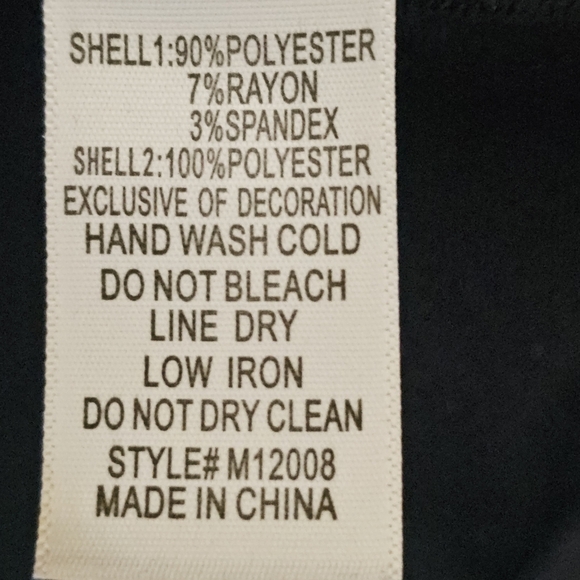 SHELL1:90%POLYESTER
7%RAYON
3%SPANDEX
SHELL2:100%POLYESTER
EXCLUSIVE OF DECORATION
HAND WASH COLD
DO NOT BLEACH
LINE DRY
LOW IRON
DO NOT DRY CLEAN
STYLE# M12008
MADE IN CHINA